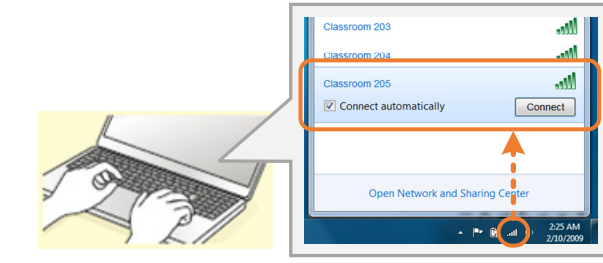 Classroom 203
Classroom 204
Classroom 205
Connect automatically
Connect
Open Network and Sharing Center
2:25 AM
2/10/2009